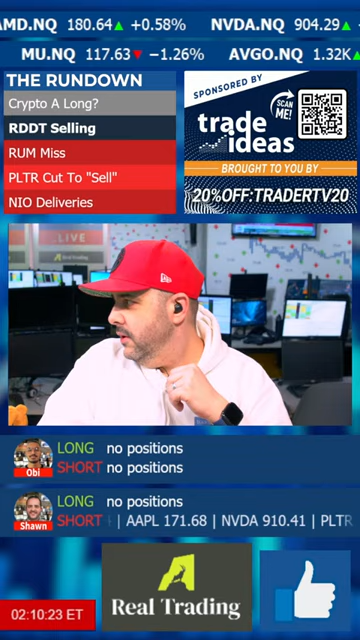 AMD.NQ 180.64▲ +0.58% NVDA.NQ 904.29▲
MU.NQ 117.63▼ −1.26% AVGO.NQ 1.32K▲
THE RUNDOWN
Crypto A Long?
RDDT Selling
RUM Miss
PLTR Cut To "Sell"
NIO Deliveries
SPONSORED BY
SCAN ME!
trade ideas
BROUGHT TO YOU BY
20%OFF:TRADERTV20
LIVE
Real Trading
LONG no positions
SHORT no positions
Obi
LONG no positions
SHORT | AAPL 171.68 | NVDA 910.41 | PLTR
Shawn
Real Trading
02:10:23 ET